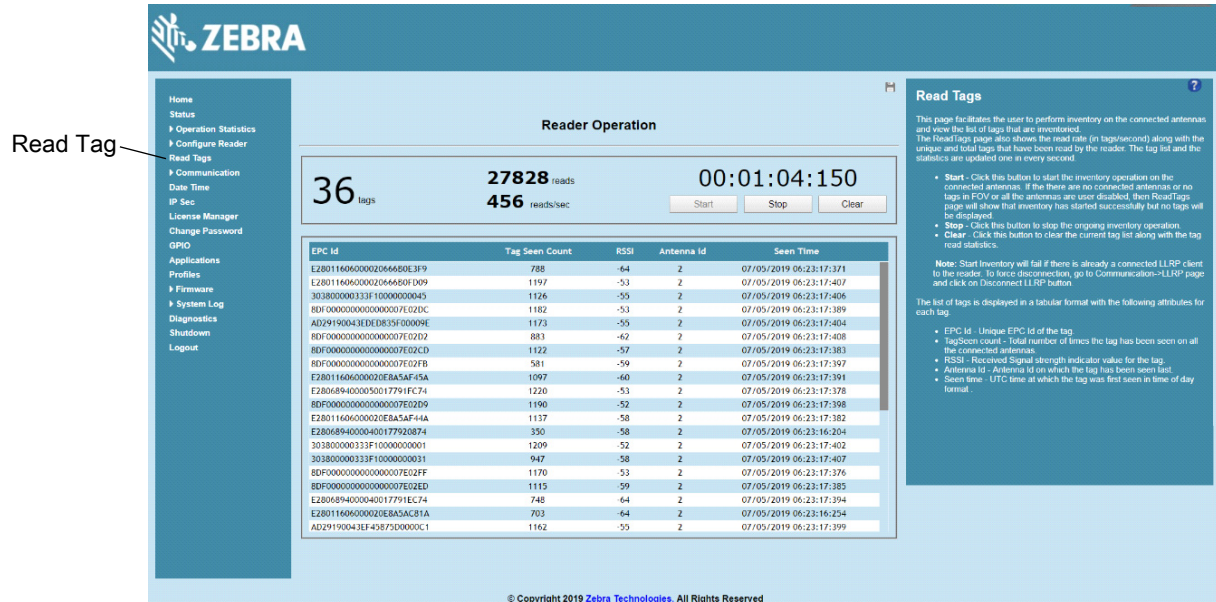 ZEBRA
Read Tag
Home
Status
Operation Statistics
Configure Reader
Read Tags
Communication
Date Time
IP Sec
License Manager
Change Password
GPIO
Applications
Profiles
Firmware
System Log
Diagnostics
Shutdown
Logout
Reader Operation
36 tags
27828 reads
456 reads/sec
00:01:04:150
Start Stop Clear
EPC Id Tag Seen Count RSSI Antenna Id Seen Time
E28011606000020666B0E3F9 788 -64 2 07/05/2019 06:23:17:371
E28011606000020666B0FD09 1197 -53 2 07/05/2019 06:23:17:407
303800000333F10000000045 1126 -55 2 07/05/2019 06:23:17:406
8DF0000000000000007E02DC 1182 -53 2 07/05/2019 06:23:17:389
AD29190043EDED835F00009E 1173 -55 2 07/05/2019 06:23:17:404
8DF0000000000000007E02D2 883 -62 2 07/05/2019 06:23:17:408
8DF0000000000000007E02CD 1122 -57 2 07/05/2019 06:23:17:383
8DF0000000000000007E02FB 581 -59 2 07/05/2019 06:23:17:397
E28011606000020E8A5AF45A 1097 -60 2 07/05/2019 06:23:17:391
E2806894000050017791FC74 1220 -53 2 07/05/2019 06:23:17:378
8DF0000000000000007E02D9 1190 -52 2 07/05/2019 06:23:17:398
E28011606000020E8A5AF44A 1137 -58 2 07/05/2019 06:23:17:382
E28068940000400177920874 350 -58 2 07/05/2019 06:23:16:204
303800000333F10000000001 1209 -52 2 07/05/2019 06:23:17:402
303800000333F10000000031 947 -58 2 07/05/2019 06:23:17:407
8DF0000000000000007E02FF 1170 -53 2 07/05/2019 06:23:17:376
8DF0000000000000007E02ED 1115 -59 2 07/05/2019 06:23:17:385
E2806894000040017791EC74 748 -64 2 07/05/2019 06:23:17:394
E28011606000020E8A5AC81A 703 -64 2 07/05/2019 06:23:16:254
AD29190043EF45875D0000C1 1162 -55 2 07/05/2019 06:23:17:399
Read Tags
?
This page facilitates the user to perform inventory on the connected antennas
and view the list of tags that are inventoried.
The ReadTags page also shows the read rate (in tags/second) along with the
unique and total tags that have been read by the reader. The tag list and the
statistics are updated one in every second.
• Start - Click this button to start the inventory operation on the
connected antennas. If the there are no connected antennas or no
tags in FOV or all the antennas are user disabled, then ReadTags
page will show that inventory has started successfully but no tags will
be displayed.
• Stop - Click this button to stop the ongoing inventory operation.
• Clear - Click this button to clear the current tag list along with the tag
read statistics.
Note: Start Inventory will fail if there is already a connected LLRP client
to the reader. To force disconnection, go to Communication->LLRP page
and click on Disconnect LLRP button.
The list of tags is displayed in a tabular format with the following attributes for
each tag.
• EPC Id - Unique EPC Id of the tag.
• TagSeen count - Total number of times the tag has been seen on all
the connected antennas.
• RSSI - Received Signal strength indicator value for the tag.
• Antenna Id - Antenna Id on which the tag has been seen last.
• Seen time - UTC time at which the tag was first seen in time of day
format .
© Copyright 2019 Zebra Technologies. All Rights Reserved